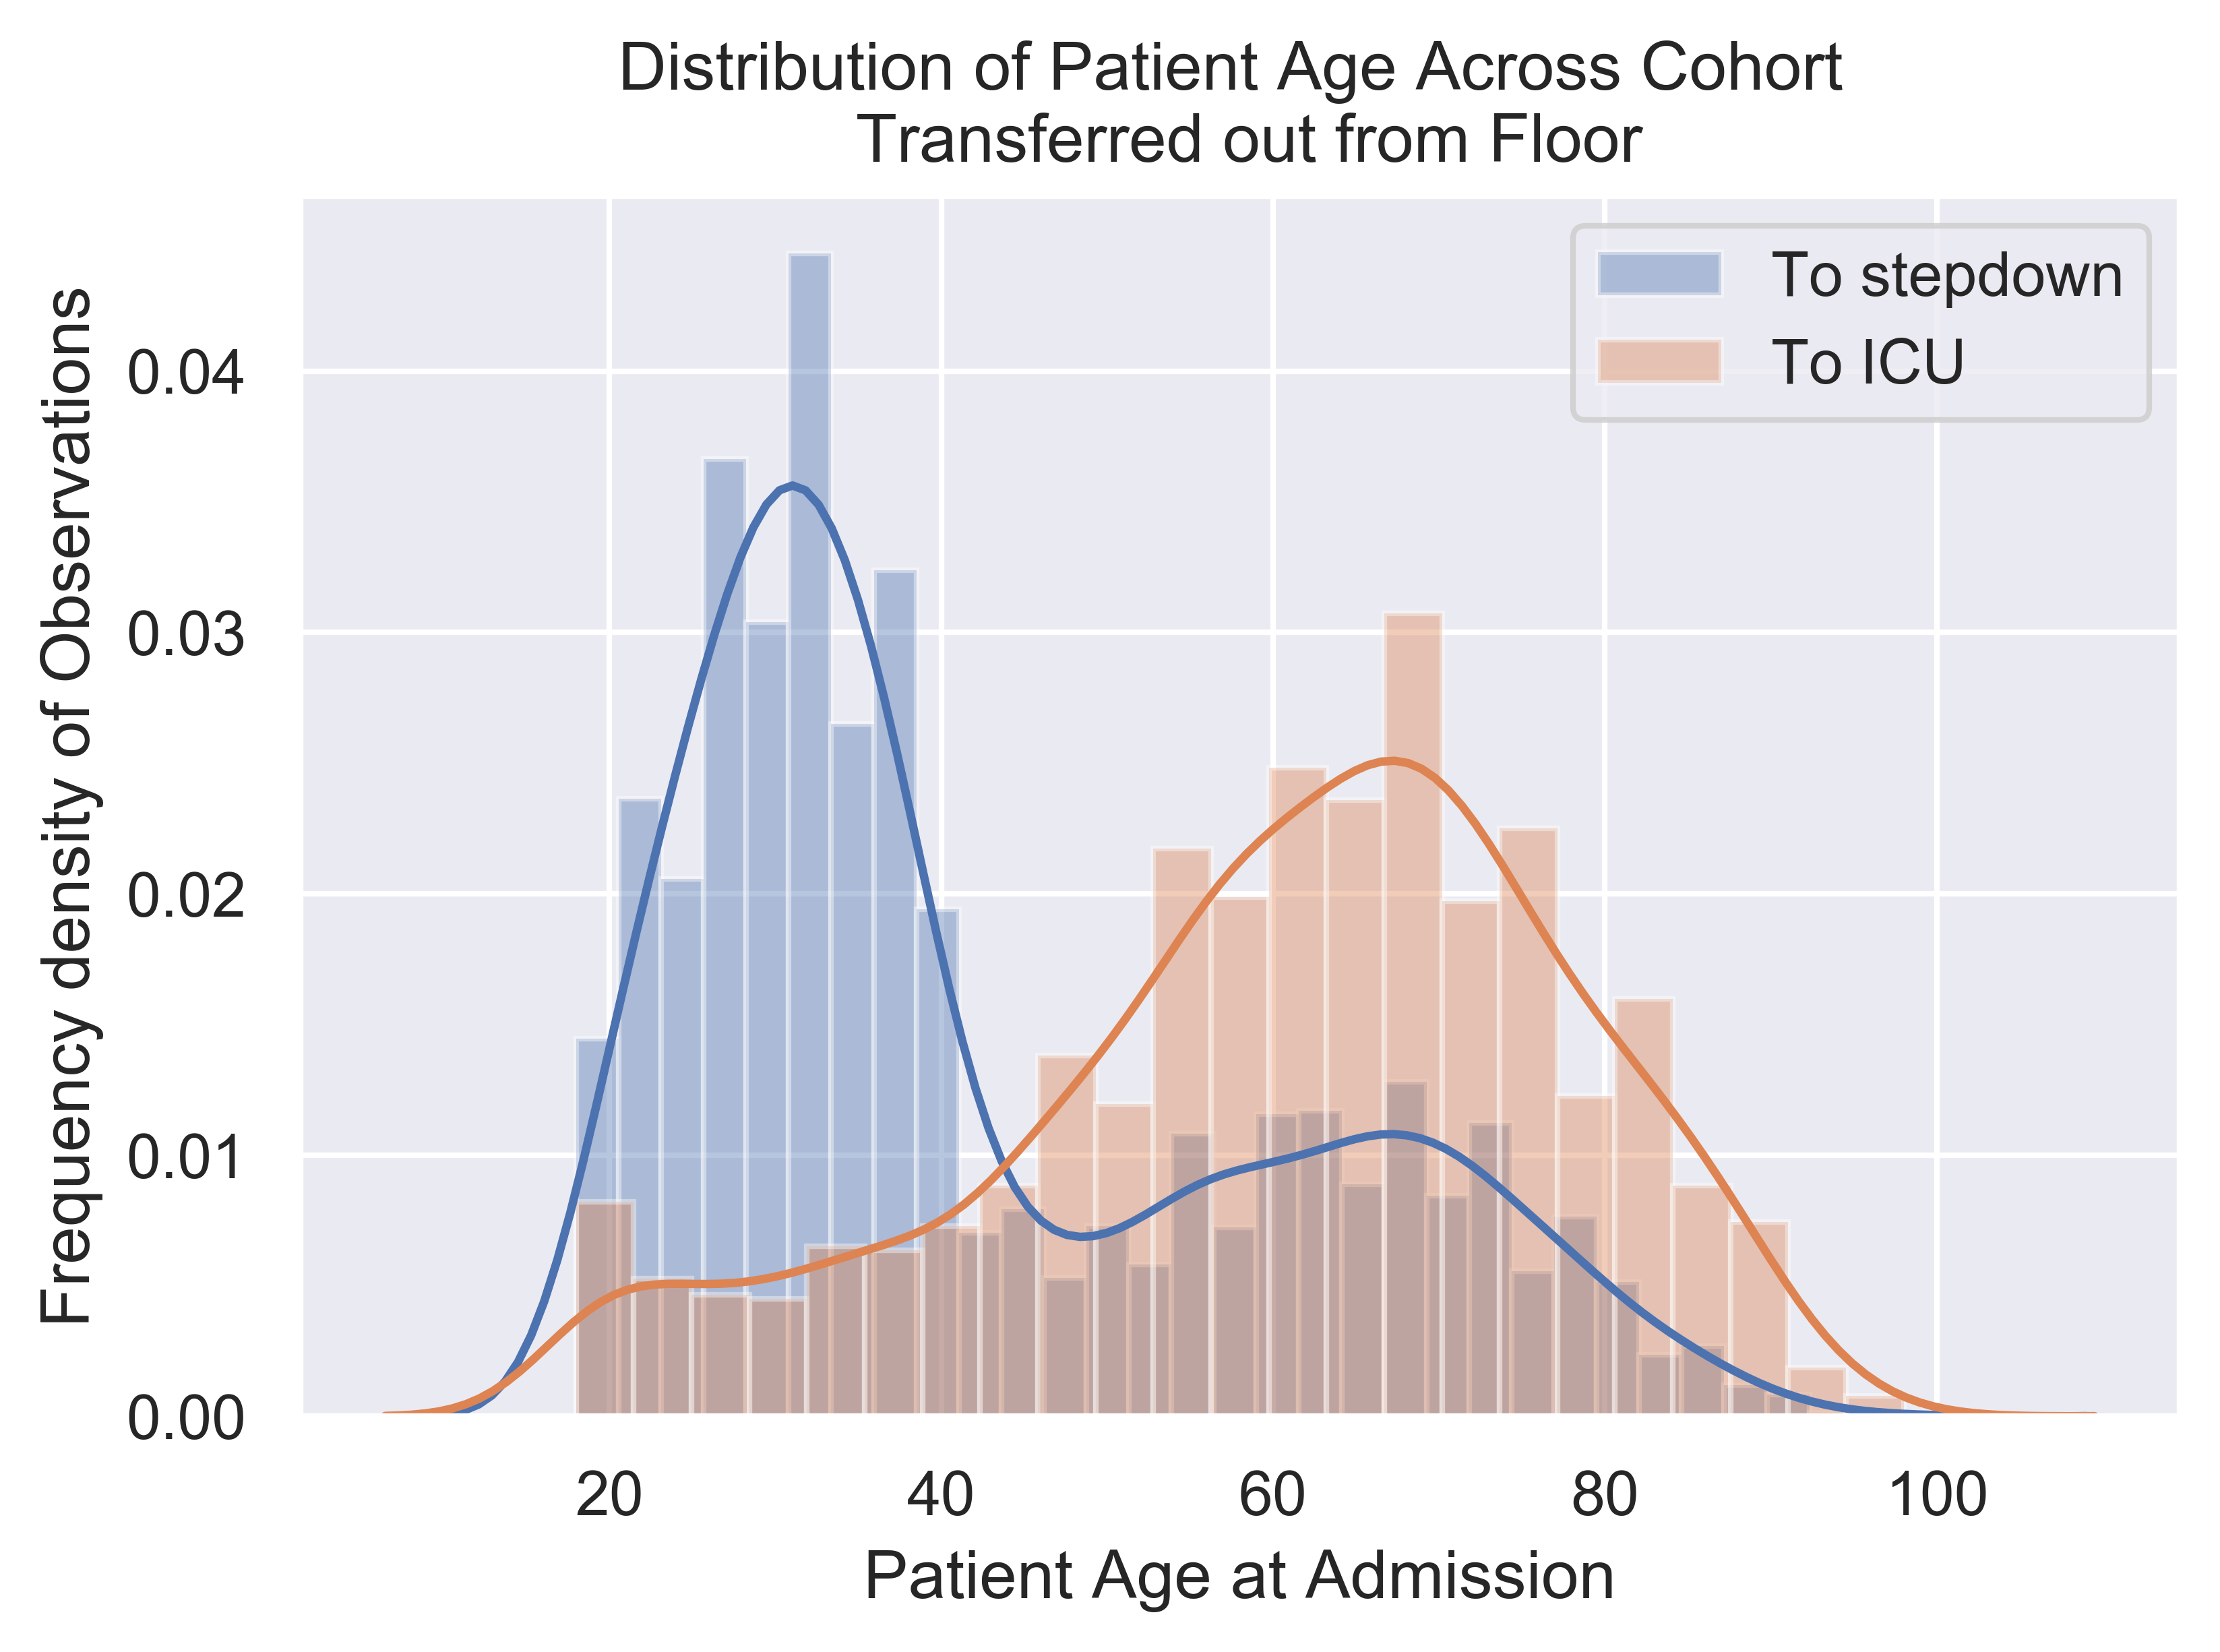 Distribution of Patient Age Across Cohort
Transferred out from Floor
To stepdown
To ICU
Frequency density of Observations
0.04
0.03
0.02
0.01
0.00
20 40 60 80 100
Patient Age at Admission